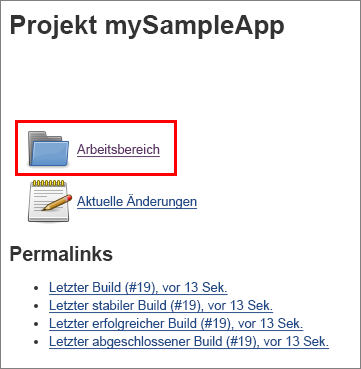 Projekt mySampleApp
Arbeitsbereich
Aktuelle Änderungen
Permalinks
Letzter Build (#19), vor 13 Sek.
Letzter stabiler Build (#19), vor 13 Sek.
Letzter erfolgreicher Build (#19), vor 13 Sek.
Letzter abgeschlossener Build (#19), vor 13 Sek.